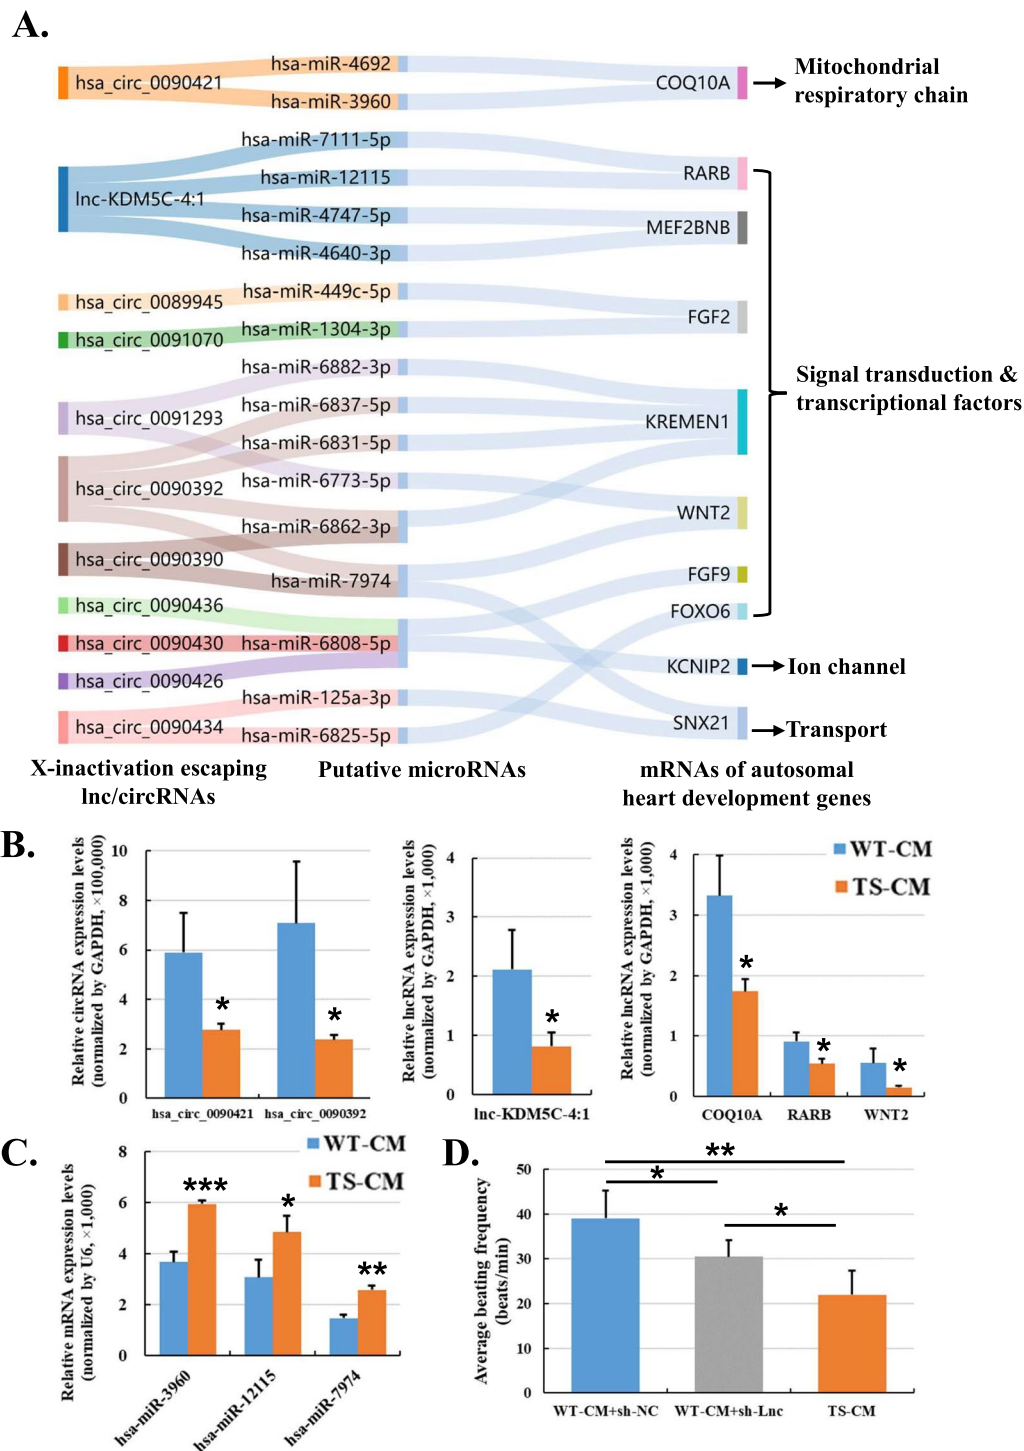 A.
hsa_circ_0090421
hsa-miR-4692
hsa-miR-3960
COQ10A
Mitochondrial
respiratory chain
lnc-KDM5C-4:1
hsa-miR-7111-5p
hsa-miR-12115
hsa-miR-4747-5p
hsa-miR-4640-3p
RARB
MEF2BNB
hsa_circ_0089945
hsa-miR-449c-5p
hsa_circ_0091070
hsa-miR-1304-3p
FGF2
hsa_circ_0091293
hsa_circ_0090392
hsa_circ_0090390
hsa_circ_0090436
hsa_circ_0090430
hsa_circ_0090426
hsa_circ_0090434
hsa-miR-6882-3p
hsa-miR-6837-5p
hsa-miR-6831-5p
hsa-miR-6773-5p
hsa-miR-6862-3p
hsa-miR-7974
hsa-miR-6808-5p
hsa-miR-125a-3p
hsa-miR-6825-5p
KREMEN1
WNT2
FGF9
FOXO6
KCNIP2
SNX21
Signal transduction &
transcriptional factors
Ion channel
Transport
X-inactivation escaping
lnc/circRNAs
Putative microRNAs
mRNAs of autosomal
heart development genes
B.
Relative circRNA expression levels
(normalized by GAPDH, ×100,000)
10
8
6
4
2
0
*
*
hsa_circ_0090421
hsa_circ_0090392
Relative lncRNA expression levels
(normalized by GAPDH, ×1,000)
4
3
2
1
0
*
lnc-KDM5C-4:1
Relative lncRNA expression levels
(normalized by GAPDH, ×1,000)
4
3
2
1
0
WT-CM
TS-CM
*
*
*
COQ10A
RARB
WNT2
C.
Relative mRNA expression levels
(normalized by U6, ×1,000)
8
6
4
2
0
WT-CM
TS-CM
***
*
**
hsa-miR-3960
hsa-miR-12115
hsa-miR-7974
D.
Average beating frequency
(beats/min)
50
40
30
20
10
0
**
*
*
WT-CM+sh-NC
WT-CM+sh-Lnc
TS-CM